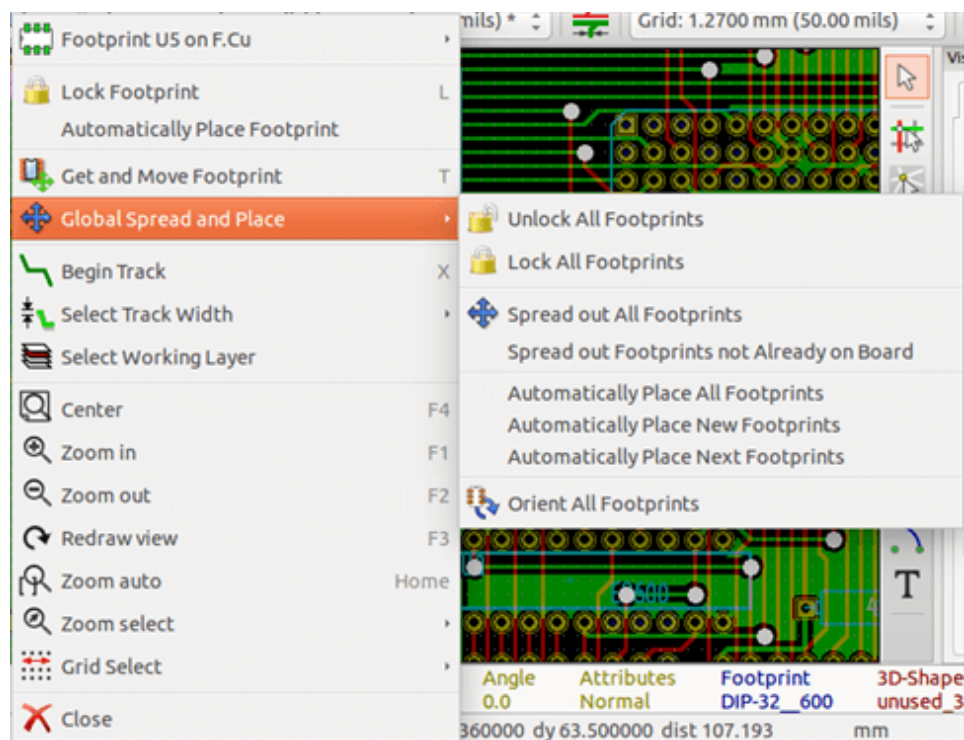 mils) *
Grid: 1.2700 mm (50.00 mils)
Vis
Footprint U5 on F.Cu
Lock Footprint L
Automatically Place Footprint
Get and Move Footprint T
Global Spread and Place
Begin Track X
Select Track Width
Select Working Layer
Center F4
Zoom in F1
Zoom out F2
Redraw view F3
Zoom auto Home
Zoom select
Grid Select
Close
Unlock All Footprints
Lock All Footprints
Spread out All Footprints
Spread out Footprints not Already on Board
Automatically Place All Footprints
Automatically Place New Footprints
Automatically Place Next Footprints
Orient All Footprints
T
Angle Attributes Footprint 3D-Shape
0.0 Normal DIP-32__600 unused_3
360000 dy 63.500000 dist 107.193 mm